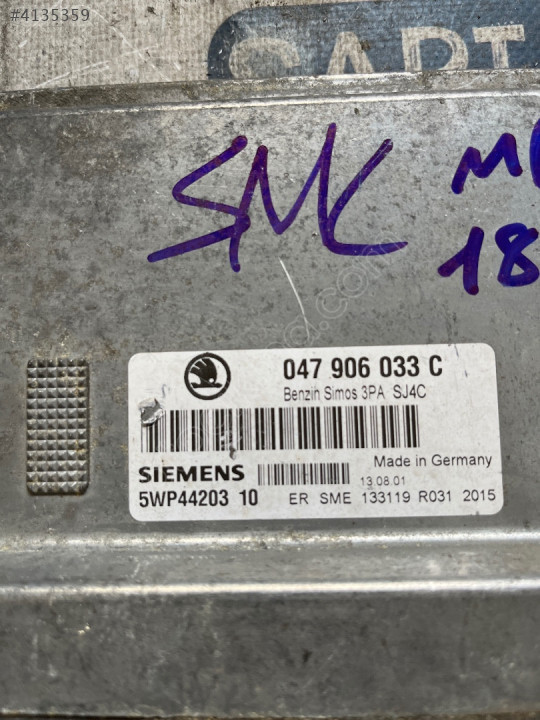 #4135359
SMC
18
047 906 033 C
Benzin Simos 3PA SJ4C
SIEMENS
Made in Germany
13.08.01
5WP44203 10
ER SME 133119 R031 2015